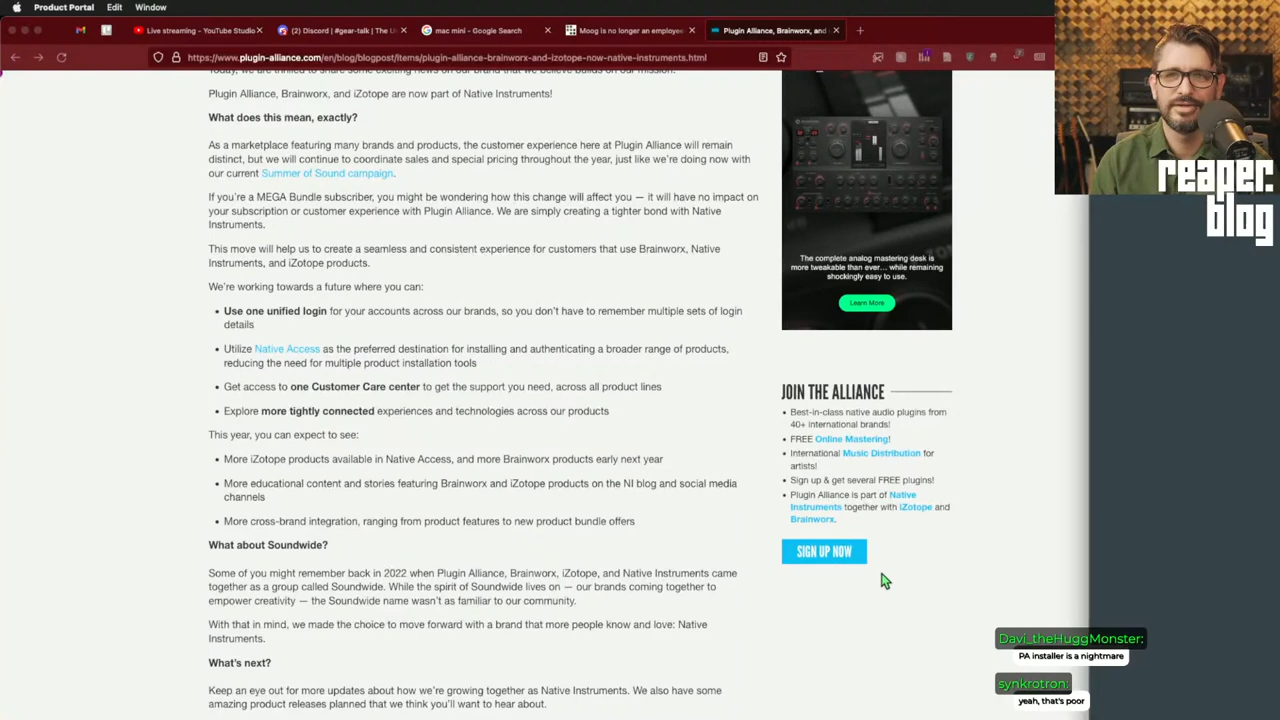 Product Portal Edit Window
Live streaming - YouTube Studio
(2) Discord | #gear-talk | The U
mac mini - Google Search
Moog is no longer an employee
Plugin Alliance, Brainworx, and
https://www.plugin-alliance.com/en/blog/blogpost/items/plugin-alliance-brainworx-and-izotope-now-native-instruments.html
Today, we are thrilled to share some exciting news on our brand that we believe builds on our mission:
Plugin Alliance, Brainworx, and iZotope are now part of Native Instruments!
What does this mean, exactly?
As a marketplace featuring many brands and products, the customer experience here at Plugin Alliance will remain
distinct, but we will continue to coordinate sales and special pricing throughout the year, just like we're doing now with
our current Summer of Sound campaign.
If you're a MEGA Bundle subscriber, you might be wondering how this change will affect you — it will have no impact on
your subscription or customer experience with Plugin Alliance. We are simply creating a tighter bond with Native
Instruments.
This move will help us to create a seamless and consistent experience for customers that use Brainworx, Native
Instruments, and iZotope products.
We're working towards a future where you can:
• Use one unified login for your accounts across our brands, so you don't have to remember multiple sets of login
details
• Utilize Native Access as the preferred destination for installing and authenticating a broader range of products,
reducing the need for multiple product installation tools
• Get access to one Customer Care center to get the support you need, across all product lines
• Explore more tightly connected experiences and technologies across our products
This year, you can expect to see:
• More iZotope products available in Native Access, and more Brainworx products early next year
• More educational content and stories featuring Brainworx and iZotope products on the NI blog and social media
channels
• More cross-brand integration, ranging from product features to new product bundle offers
What about Soundwide?
Some of you might remember back in 2022 when Plugin Alliance, Brainworx, iZotope, and Native Instruments came
together as a group called Soundwide. While the spirit of Soundwide lives on — our brands coming together to
empower creativity — the Soundwide name wasn't as familiar to our community.
With that in mind, we made the choice to move forward with a brand that more people know and love: Native
Instruments.
What's next?
Keep an eye out for more updates about how we're growing together as Native Instruments. We also have some
amazing product releases planned that we think you'll want to hear about.
The complete analog mastering desk is
more tweakable than ever... while remaining
shockingly easy to use.
Learn More
JOIN THE ALLIANCE
• Best-in-class native audio plugins from
40+ international brands!
• FREE Online Mastering!
• International Music Distribution for
artists!
• Sign up & get several FREE plugins!
• Plugin Alliance is part of Native
Instruments together with iZotope and
Brainworx.
SIGN UP NOW
reaper.
blog
Davi_theHuggMonster:
PA installer is a nightmare
synkrotron:
yeah, that's poor